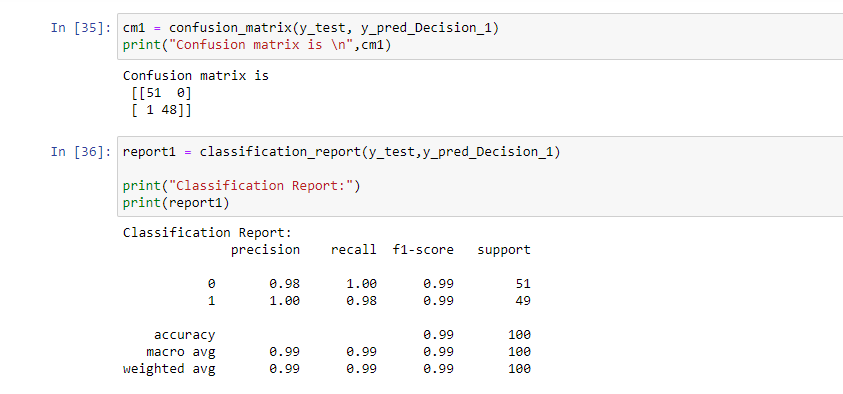 In [35]: cm1 = confusion_matrix(y_test, y_pred_Decision_1)
print("Confusion matrix is \n",cm1)
Confusion matrix is
[[51  0]
[ 1 48]]
In [36]: report1 = classification_report(y_test,y_pred_Decision_1)
print("Classification Report:")
print(report1)
Classification Report:
precision    recall  f1-score   support
0       0.98      1.00      0.99        51
1       1.00      0.98      0.99        49
accuracy                           0.99       100
macro avg       0.99      0.99      0.99       100
weighted avg       0.99      0.99      0.99       100